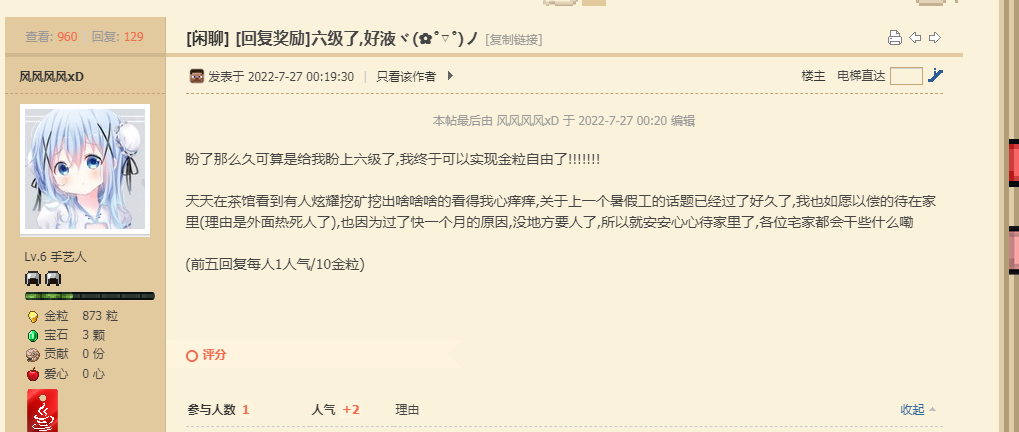 查看: 960 回复: 129
[闲聊] [回复奖励]六级了,好液ヾ(✿ﾟ▽ﾟ)ノ [复制链接]
风风风风xD
发表于 2022-7-27 00:19:30 | 只看该作者
楼主 电梯直达
本帖最后由 风风风风xD 于 2022-7-27 00:20 编辑
盼了那么久可算是给我盼上六级了,我终于可以实现金粒自由了!!!!!!!
天天在茶馆看到有人炫耀挖矿挖出啥啥啥的看得我心痒痒,关于上一个暑假工的话题已经过了好久了,我也如愿以偿的待在家
里(理由是外面热死人了),也因为过了快一个月的原因,没地方要人了,所以就安安心心待家里了,各位宅家都会干些什么嘞
(前五回复每人1人气/10金粒)
Lv.6 手艺人
金粒 873 粒
宝石 3 颗
贡献 0 份
爱心 0 心
评分
参与人数 1 人气 +2 理由 收起